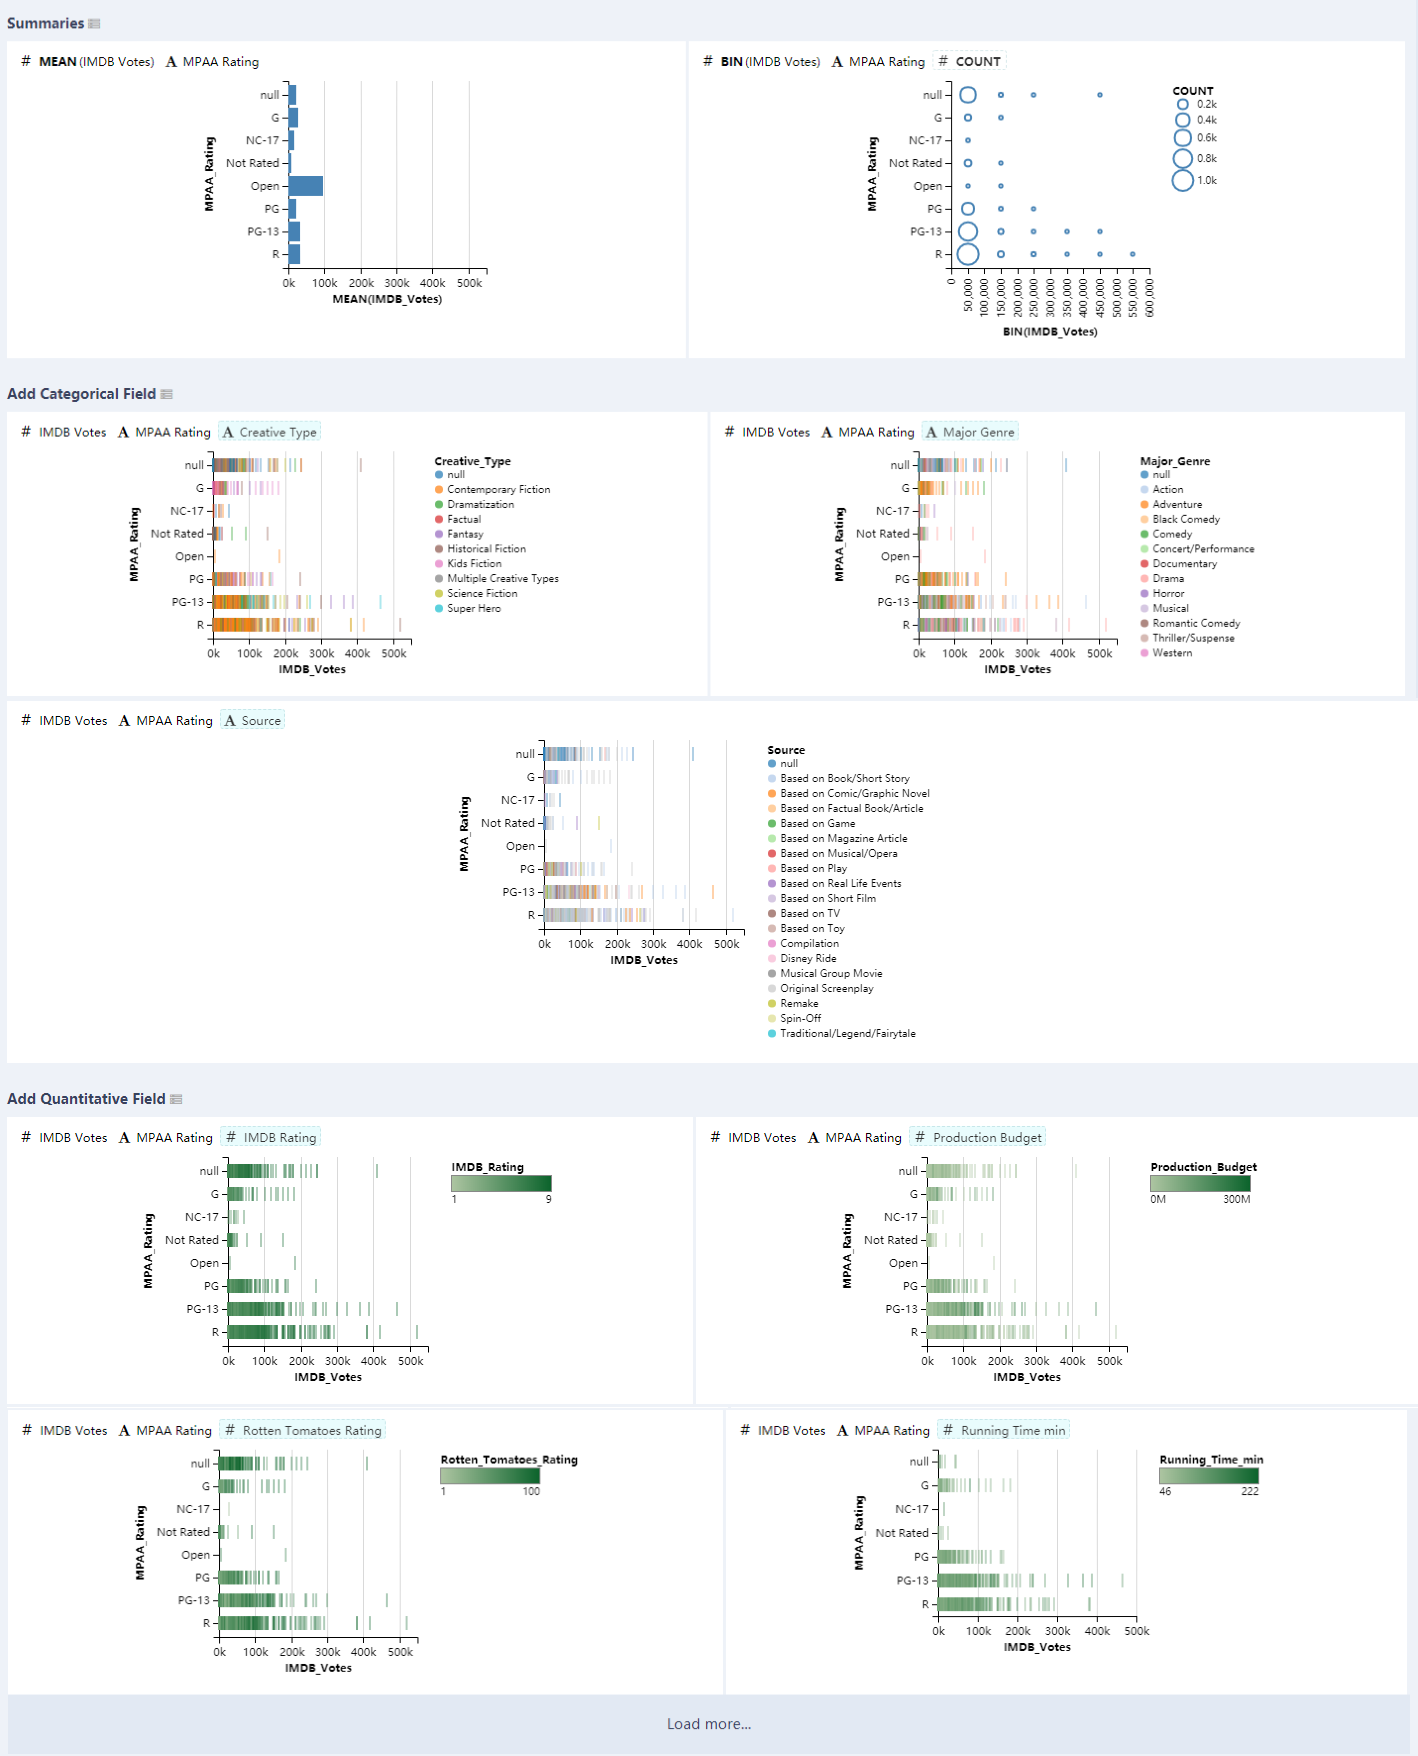 Summaries
# MEAN (IMDB Votes) A MPAA Rating
null
G
NC-17
Not Rated
Open
PG
PG-13
R
MPAA_Rating
0k 100k 200k 300k 400k 500k
MEAN(IMDB_Votes)
# BIN (IMDB Votes) A MPAA Rating # COUNT
null
G
NC-17
Not Rated
Open
PG
PG-13
R
MPAA_Rating
0 50,000 100,000 150,000 200,000 250,000 300,000 350,000 400,000 450,000 500,000 550,000 600,000
BIN(IMDB_Votes)
COUNT
0.2k
0.4k
0.6k
0.8k
1.0k
Add Categorical Field
# IMDB Votes A MPAA Rating A Creative Type
null
G
NC-17
Not Rated
Open
PG
PG-13
R
MPAA_Rating
0k 100k 200k 300k 400k 500k
IMDB_Votes
Creative_Type
null
Contemporary Fiction
Dramatization
Factual
Fantasy
Historical Fiction
Kids Fiction
Multiple Creative Types
Science Fiction
Super Hero
# IMDB Votes A MPAA Rating A Major Genre
null
G
NC-17
Not Rated
Open
PG
PG-13
R
MPAA_Rating
0k 100k 200k 300k 400k 500k
IMDB_Votes
Major_Genre
null
Action
Adventure
Black Comedy
Comedy
Concert/Performance
Documentary
Drama
Horror
Musical
Romantic Comedy
Thriller/Suspense
Western
# IMDB Votes A MPAA Rating A Source
null
G
NC-17
Not Rated
Open
PG
PG-13
R
MPAA_Rating
0k 100k 200k 300k 400k 500k
IMDB_Votes
Source
null
Based on Book/Short Story
Based on Comic/Graphic Novel
Based on Factual Book/Article
Based on Game
Based on Magazine Article
Based on Musical/Opera
Based on Play
Based on Real Life Events
Based on Short Film
Based on TV
Based on Toy
Compilation
Disney Ride
Musical Group Movie
Original Screenplay
Remake
Spin-Off
Traditional/Legend/Fairytale
Add Quantitative Field
# IMDB Votes A MPAA Rating # IMDB Rating
null
G
NC-17
Not Rated
Open
PG
PG-13
R
MPAA_Rating
0k 100k 200k 300k 400k 500k
IMDB_Votes
IMDB_Rating
1 9
# IMDB Votes A MPAA Rating # Production Budget
null
G
NC-17
Not Rated
Open
PG
PG-13
R
MPAA_Rating
0k 100k 200k 300k 400k 500k
IMDB_Votes
Production_Budget
0M 300M
# IMDB Votes A MPAA Rating # Rotten Tomatoes Rating
null
G
NC-17
Not Rated
Open
PG
PG-13
R
MPAA_Rating
0k 100k 200k 300k 400k 500k
IMDB_Votes
Rotten_Tomatoes_Rating
1 100
# IMDB Votes A MPAA Rating # Running Time min
null
G
NC-17
Not Rated
PG
PG-13
R
MPAA_Rating
0k 100k 200k 300k 400k 500k
IMDB_Votes
Running_Time_min
46 222
Load more...